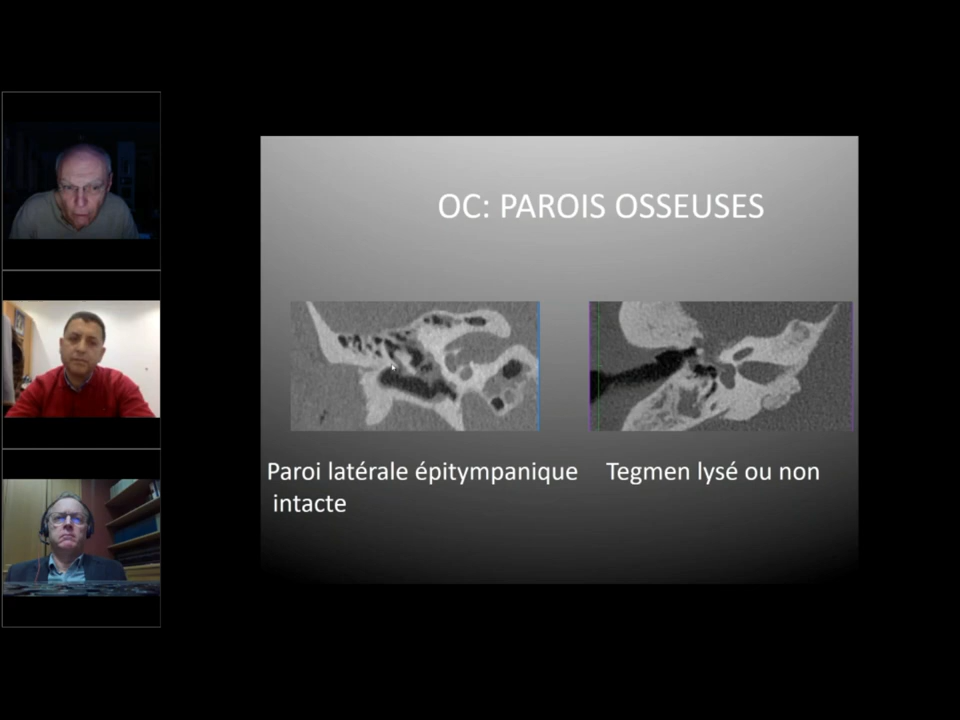 OC: PAROIS OSSEUSES
Paroi latérale épitympanique
intacte
Tegmen lysé ou non